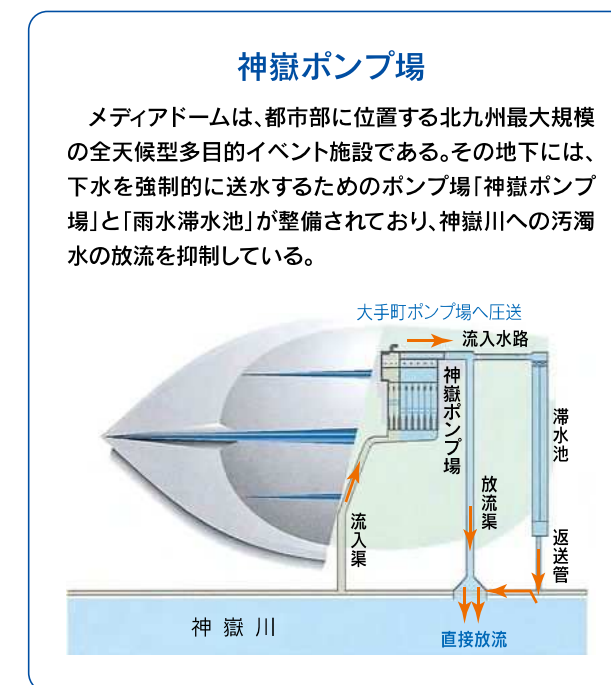 神嶽ポンプ場
メディアドームは、都市部に位置する北九州最大規模
の全天候型多目的イベント施設である。その地下には、
下水を強制的に送水するためのポンプ場「神嶽ポンプ
場」と「雨水滞水池」が整備されており、神嶽川への汚濁
水の放流を抑制している。
大手町ポンプ場へ圧送
流入水路
神嶽ポンプ場
滞水池
放流渠
流入渠
返送管
神嶽川
直接放流